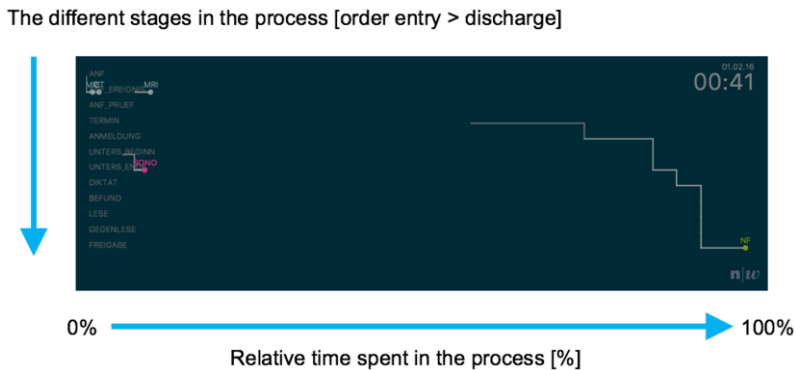 The different stages in the process [order entry > discharge]
01.02.16
00:41
ANF
MRI
ANF_PRUEF
TERMIN
ANMELDUNG
UNTERS_BEGINN
UNTERS_ENDE
SONO
DIKTAT
BEFUND
LESE
GEGENLESE
FREIGABE
NF
n|w
0%
100%
Relative time spent in the process [%]